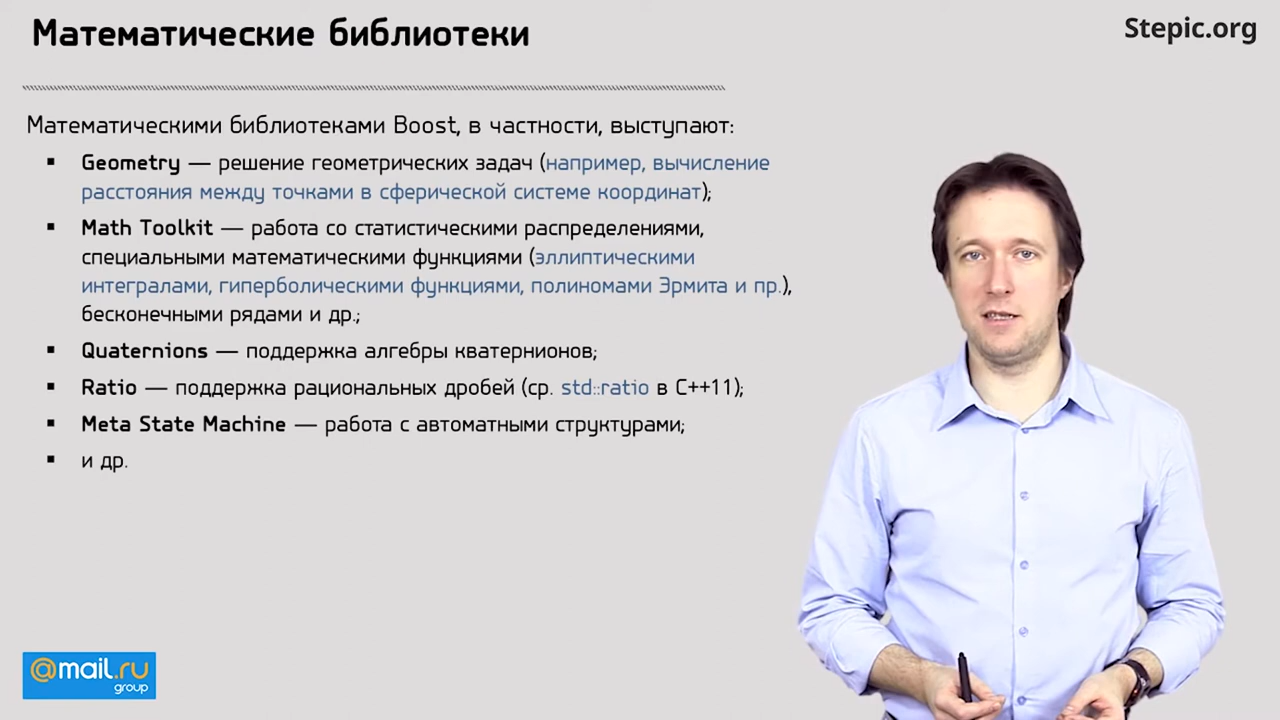 Математические библиотеки
Stepic.org
Математическими библиотеками Boost, в частности, выступают:
▪ Geometry — решение геометрических задач (например, вычисление
расстояния между точками в сферической системе координат);
▪ Math Toolkit — работа со статистическими распределениями,
специальными математическими функциями (эллиптическими
интегралами, гиперболическими функциями, полиномами Эрмита и пр.),
бесконечными рядами и др.;
▪ Quaternions — поддержка алгебры кватернионов;
▪ Ratio — поддержка рациональных дробей (ср. std::ratio в C++11);
▪ Meta State Machine — работа с автоматными структурами;
▪ и др.
@mail.ru
group